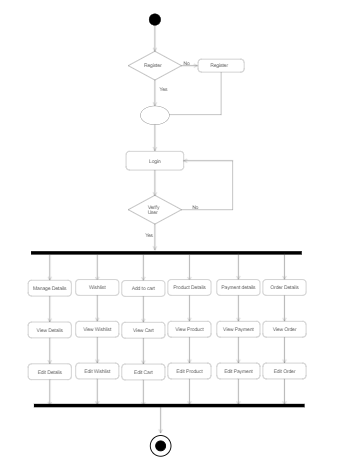 Register
No
Register
Yes
Login
Verify
User
No
Yes
Manage Details
Wishlist
Add to cart
Product Details
Payment details
Order Details
View Details
View Wishlist
View Cart
View Product
View Payment
View Order
Edit Details
Edit Wishlist
Edit Cart
Edit Product
Edit Payment
Edit Order